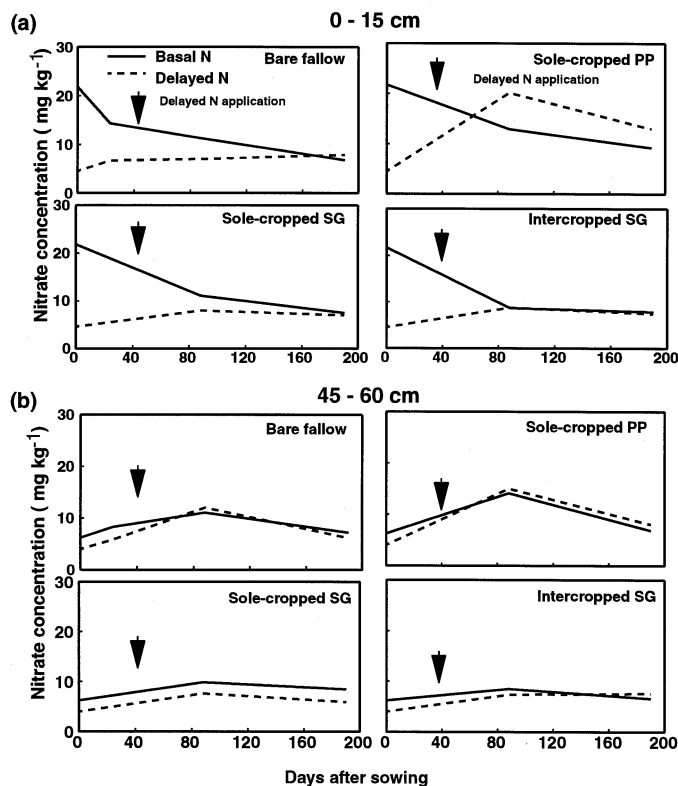 (a)
0 - 15 cm
Nitrate concentration ( mg kg-1)
30
20
10
0
Basal N
Delayed N
Bare fallow
Delayed N application
Sole-cropped PP
Delayed N application
30
20
10
0
Sole-cropped SG
0 40 80 120 160 200
Intercropped SG
0 40 80 120 160 200
(b)
45 - 60 cm
Nitrate concentration ( mg kg-1)
30
20
10
0
Bare fallow
Sole-cropped PP
30
20
10
0
Sole-cropped SG
0 40 80 120 160 200
Intercropped SG
0 40 80 120 160 200
Days after sowing